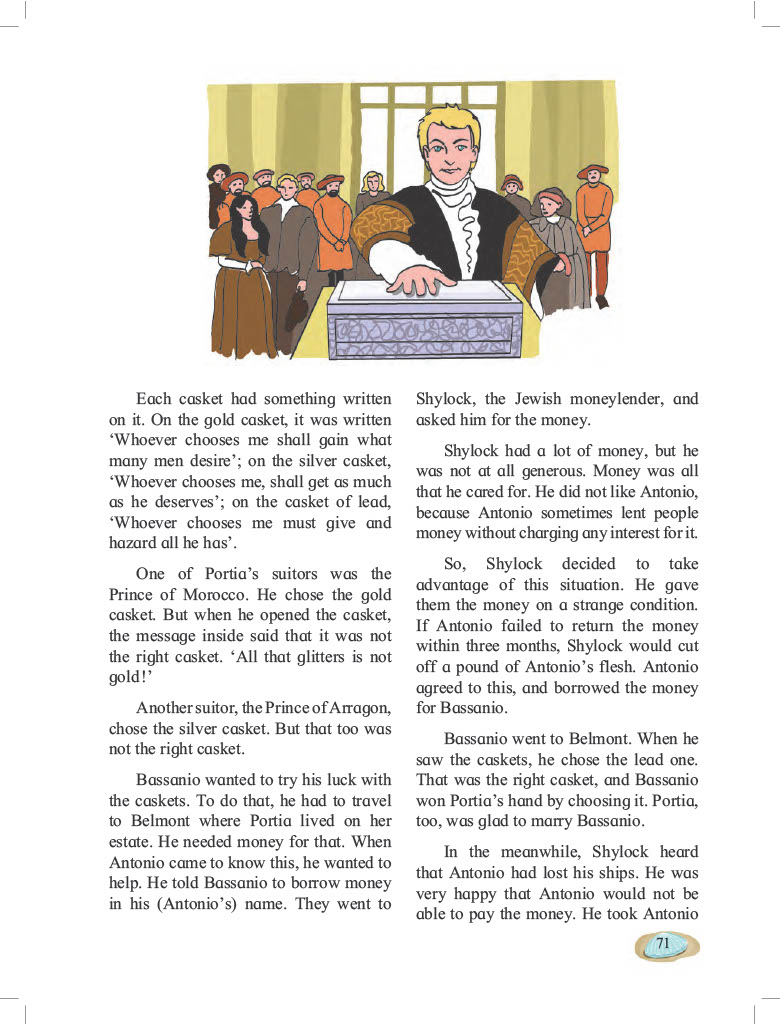 Each casket had something written
on it. On the gold casket, it was written
‘Whoever chooses me shall gain what
many men desire’; on the silver casket,
‘Whoever chooses me, shall get as much
as he deserves’; on the casket of lead,
‘Whoever chooses me must give and
hazard all he has’.
One of Portia’s suitors was the
Prince of Morocco. He chose the gold
casket. But when he opened the casket,
the message inside said that it was not
the right casket. ‘All that glitters is not
gold!’
Another suitor, the Prince of Arragon,
chose the silver casket. But that too was
not the right casket.
Bassanio wanted to try his luck with
the caskets. To do that, he had to travel
to Belmont where Portia lived on her
estate. He needed money for that. When
Antonio came to know this, he wanted to
help. He told Bassanio to borrow money
in his (Antonio’s) name. They went to
Shylock, the Jewish moneylender, and
asked him for the money.
Shylock had a lot of money, but he
was not at all generous. Money was all
that he cared for. He did not like Antonio,
because Antonio sometimes lent people
money without charging any interest for it.
So, Shylock decided to take
advantage of this situation. He gave
them the money on a strange condition.
If Antonio failed to return the money
within three months, Shylock would cut
off a pound of Antonio’s flesh. Antonio
agreed to this, and borrowed the money
for Bassanio.
Bassanio went to Belmont. When he
saw the caskets, he chose the lead one.
That was the right casket, and Bassanio
won Portia’s hand by choosing it. Portia,
too, was glad to marry Bassanio.
In the meanwhile, Shylock heard
that Antonio had lost his ships. He was
very happy that Antonio would not be
able to pay the money. He took Antonio
71